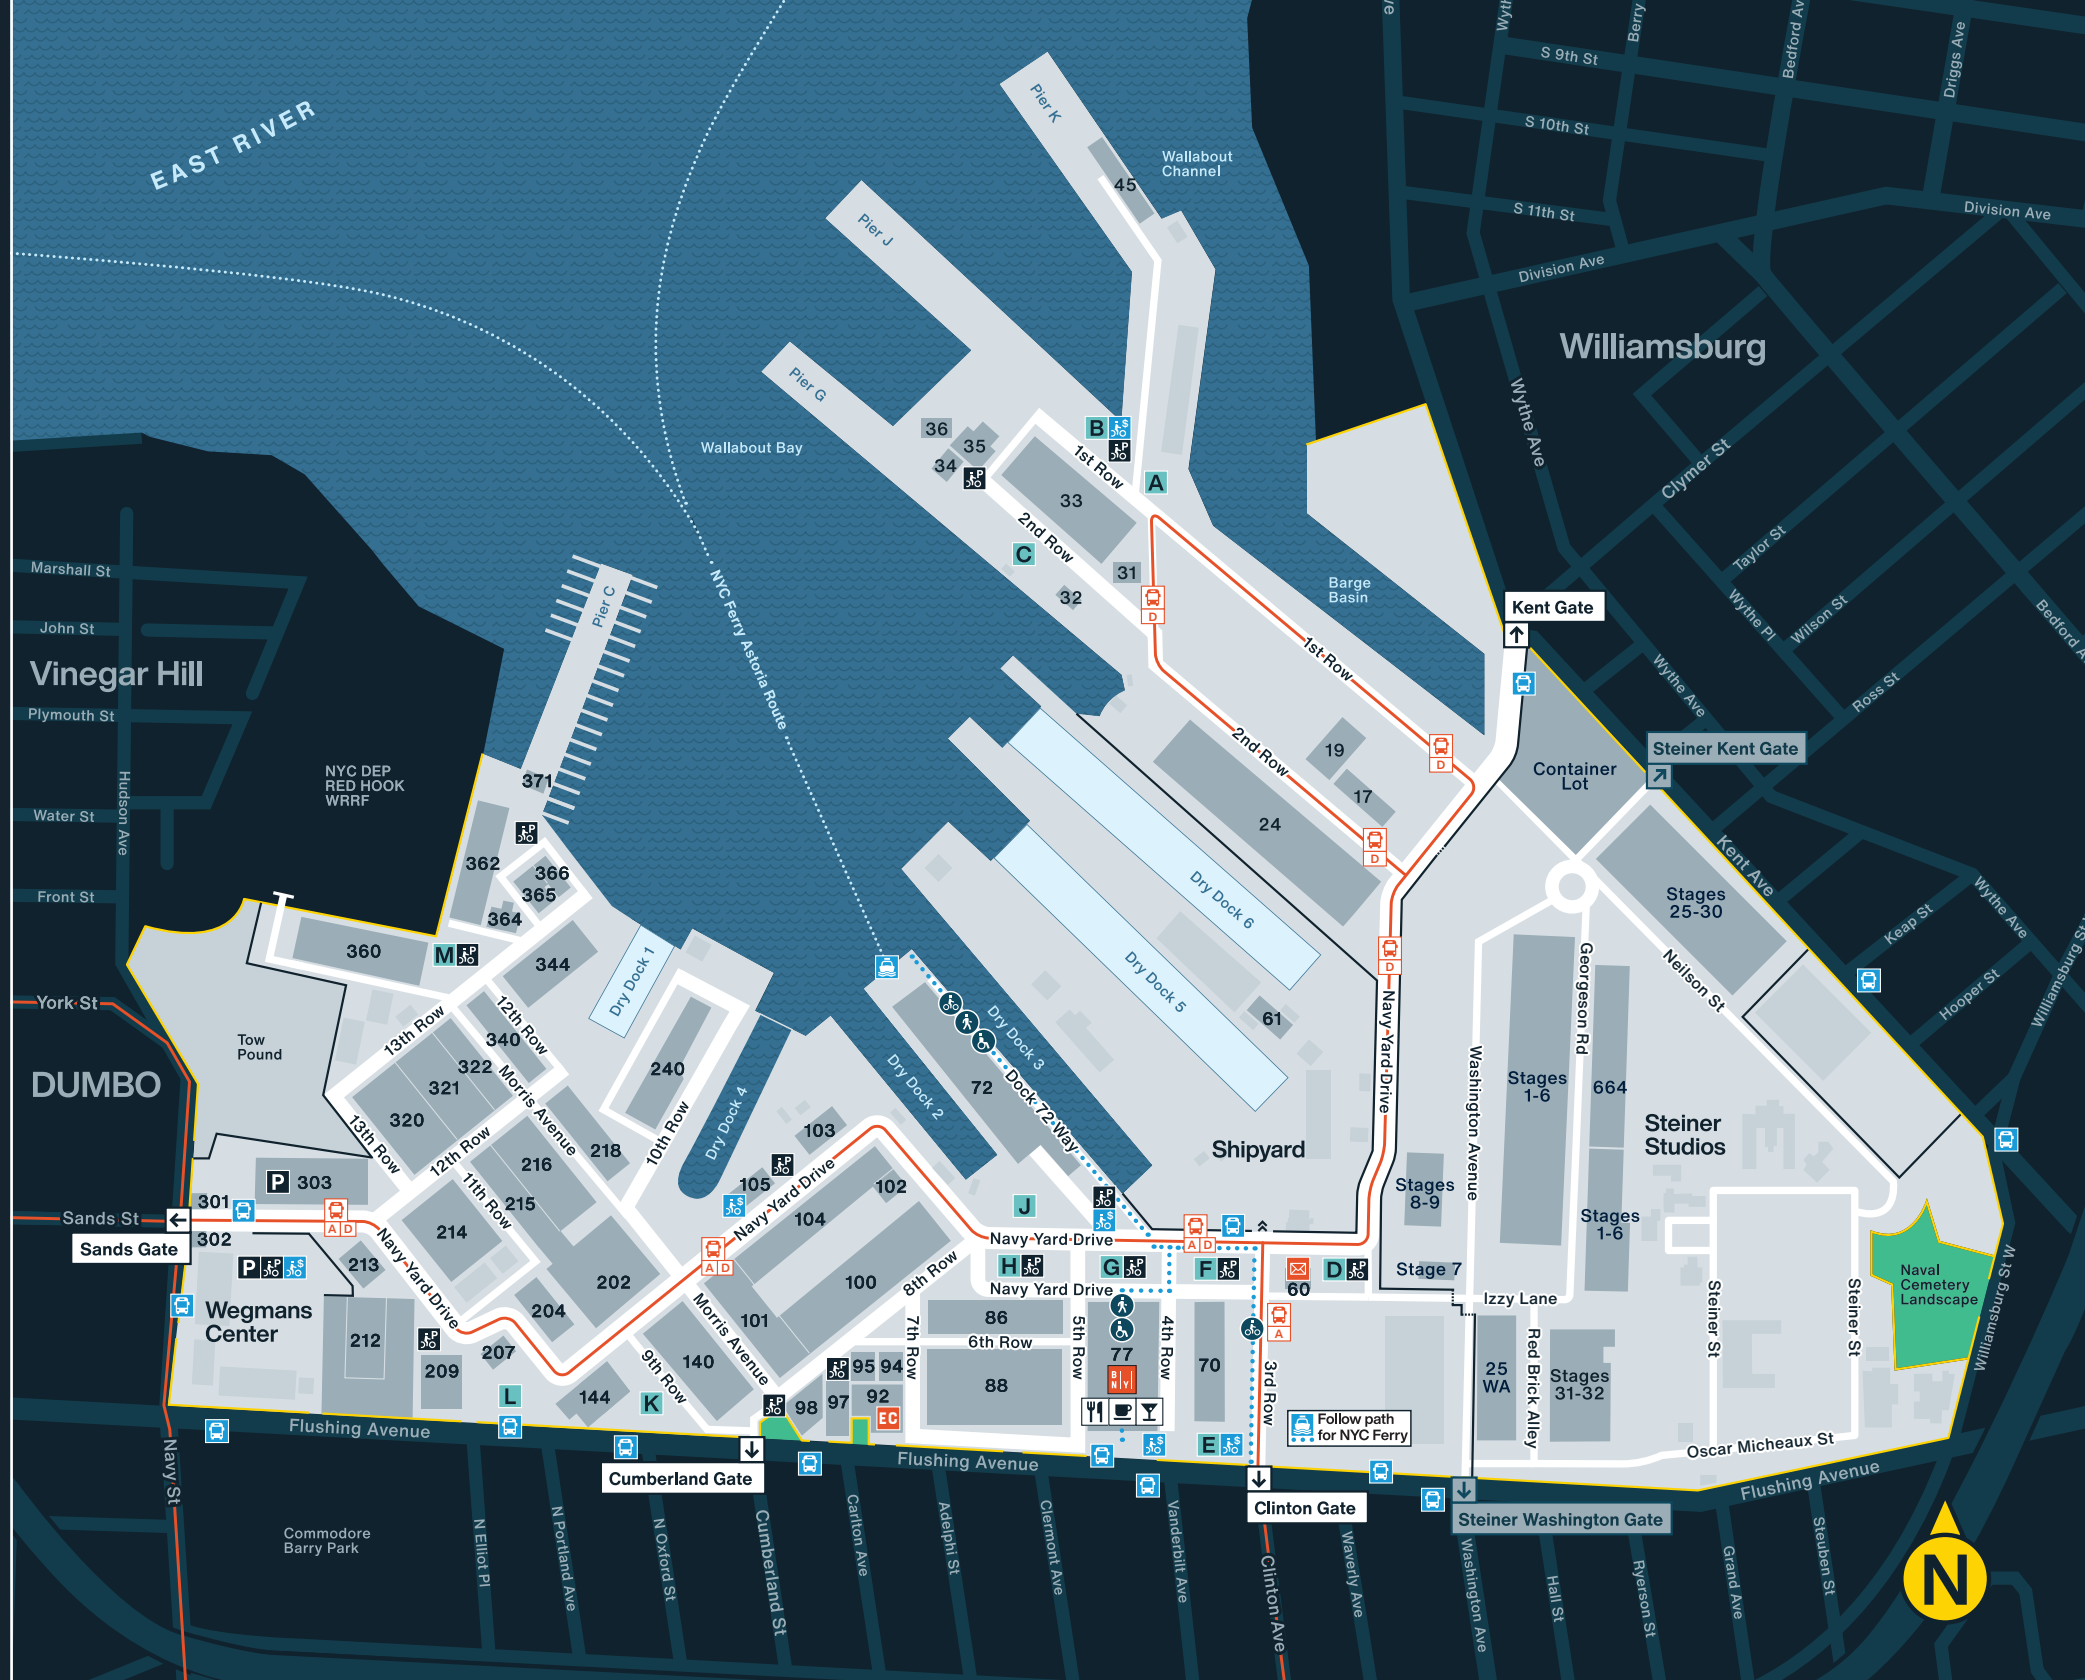 EAST RIVER
Pier K
45
Wallabout
Channel
Pier J
Pier G
Wallabout Bay
36
35
34
B
P
1st Row
A
33
2nd Row
C
31
32
D
Barge
Basin
1st Row
2nd Row
19
17
24
D
D
D
Kent Gate
Steiner Kent Gate
Container
Lot
Williamsburg
Wythe Ave
Berry
Bedford Av
Driggs Ave
S 9th St
S 10th St
S 11th St
Division Ave
Division Ave
Wythe Ave
Clymer St
Taylor St
Wythe Pl
Wilson St
Ross St
Bedford A
Wythe Ave
Kent Ave
Wythe Ave
Keap St
Hooper St
Williamsburg St
Williamsburg St W
NYC Ferry Astoria Route
Pier C
Vinegar Hill
Marshall St
John St
Plymouth St
Water St
Front St
York St
Hudson Ave
NYC DEP
RED HOOK
WRRF
DUMBO
Tow
Pound
371
362
366
365
364
360
M
P
344
Dry Dock 1
13th Row
12th Row
340
322
321
320
Morris Avenue
240
10th Row
Dry Dock 4
13th Row
12th Row
11th Row
218
216
215
214
P
303
301
302
A D
Sands St
Sands Gate
Navy Yard Drive
213
Wegmans
Center
212
209
207
204
202
144
140
L
K
9th Row
Morris Avenue
103
105
102
104
100
101
Navy Yard Drive
A D
8th Row
Dry Dock 2
72
Dry Dock 3
Dock 72 Way
Dry Dock 5
Dry Dock 6
61
Shipyard
Navy Yard Drive
J
Navy Yard Drive
Navy Yard Drive
H
G
F
D
A D
60
86
88
6th Row
7th Row
5th Row
4th Row
3rd Row
77
BNY
70
A
95
94
92
97
98
EC
E
Follow path
for NYC Ferry
Cumberland Gate
Clinton Gate
Steiner Washington Gate
Stages
25-30
Neilson St
Georgeson Rd
Washington Avenue
Stages
1-6
664
Steiner
Studios
Stages
8-9
Stages
1-6
Stage 7
Izzy Lane
25
WA
Red Brick Alley
Stages
31-32
Steiner St
Steiner St
Oscar Micheaux St
Naval
Cemetery
Landscape
Flushing Avenue
Flushing Avenue
Flushing Avenue
Navy St
Commodore
Barry Park
N Elliot Pl
N Portland Ave
N Oxford St
Cumberland St
Carlton Ave
Adelphi St
Clermont Ave
Vanderbilt Ave
Clinton Ave
Waverly Ave
Washington Ave
Hall St
Ryerson St
Grand Ave
Steuben St
N